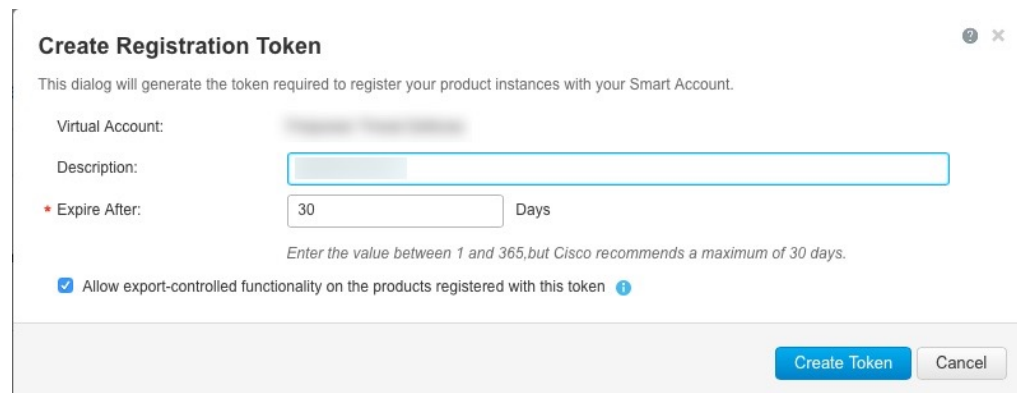 Create Registration Token
This dialog will generate the token required to register your product instances with your Smart Account.
Virtual Account:
Description:
* Expire After: 30 Days
Enter the value between 1 and 365,but Cisco recommends a maximum of 30 days.
Allow export-controlled functionality on the products registered with this token
Create Token Cancel